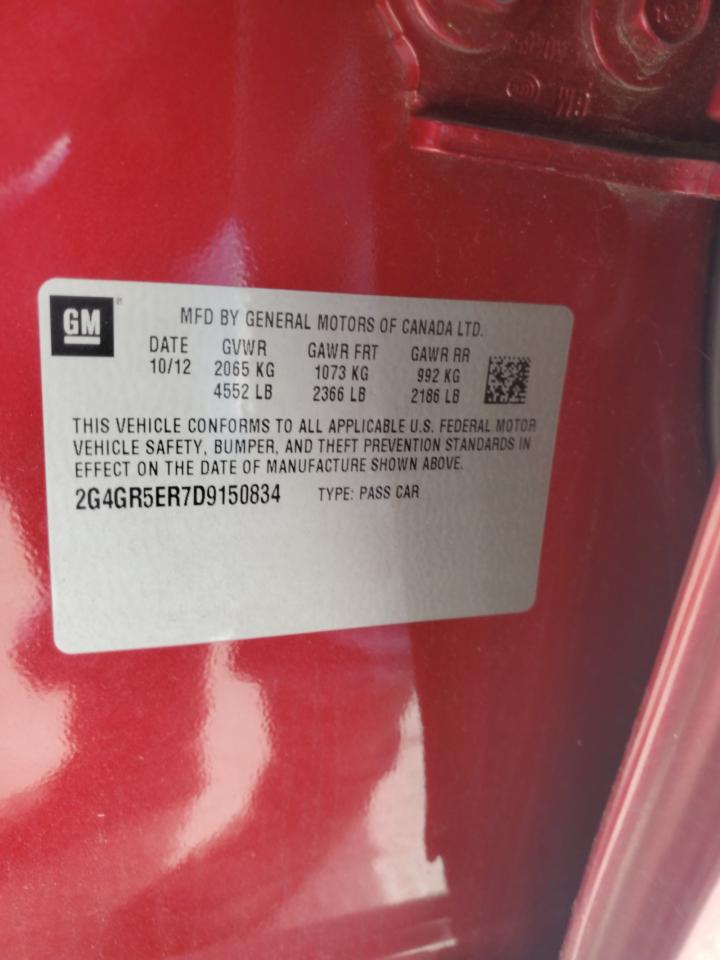 GM
MFD BY GENERAL MOTORS OF CANADA LTD.
DATE GVWR GAWR FRT GAWR RR
10/12 2065 KG 1073 KG 992 KG
4552 LB 2366 LB 2186 LB
THIS VEHICLE CONFORMS TO ALL APPLICABLE U.S. FEDERAL MOTOR
VEHICLE SAFETY, BUMPER, AND THEFT PREVENTION STANDARDS IN
EFFECT ON THE DATE OF MANUFACTURE SHOWN ABOVE.
2G4GR5ER7D9150834 TYPE: PASS CAR